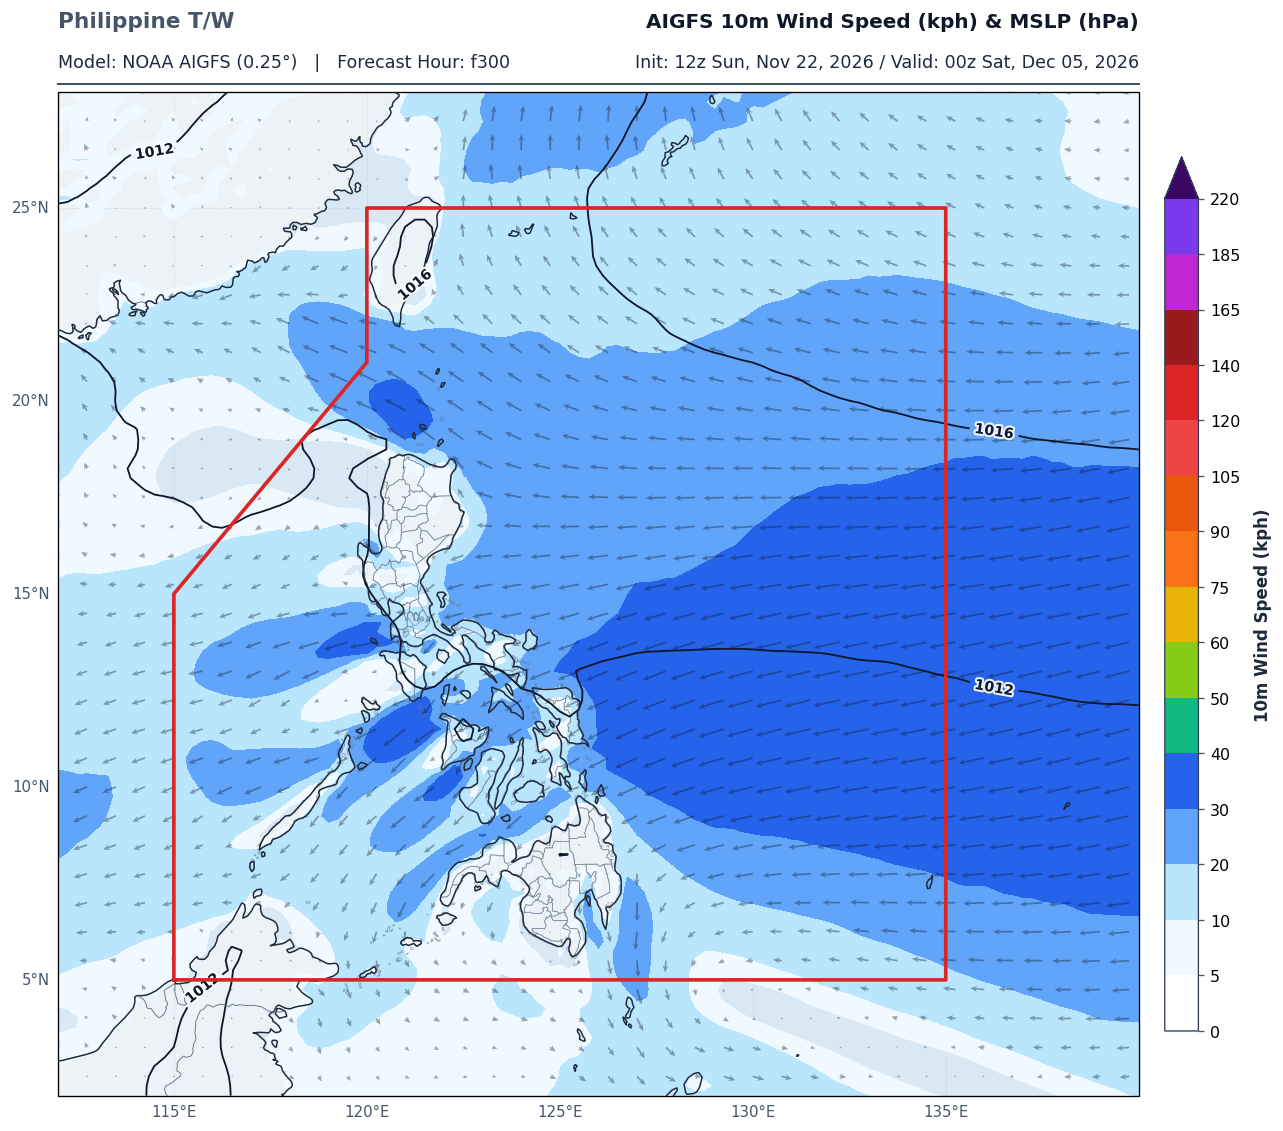 Philippine T/W
AIGFS 10m Wind Speed (kph) & MSLP (hPa)
Model: NOAA AIGFS (0.25°) | Forecast Hour: f300
Init: 12z Sun, Nov 22, 2026 / Valid: 00z Sat, Dec 05, 2026
1012
25°N
1016
20°N
1016
15°N
1012
10°N
5°N
1012
115°E
120°E
125°E
130°E
135°E
220
185
165
140
120
105
90
75
60
50
40
30
20
10
5
0
10m Wind Speed (kph)